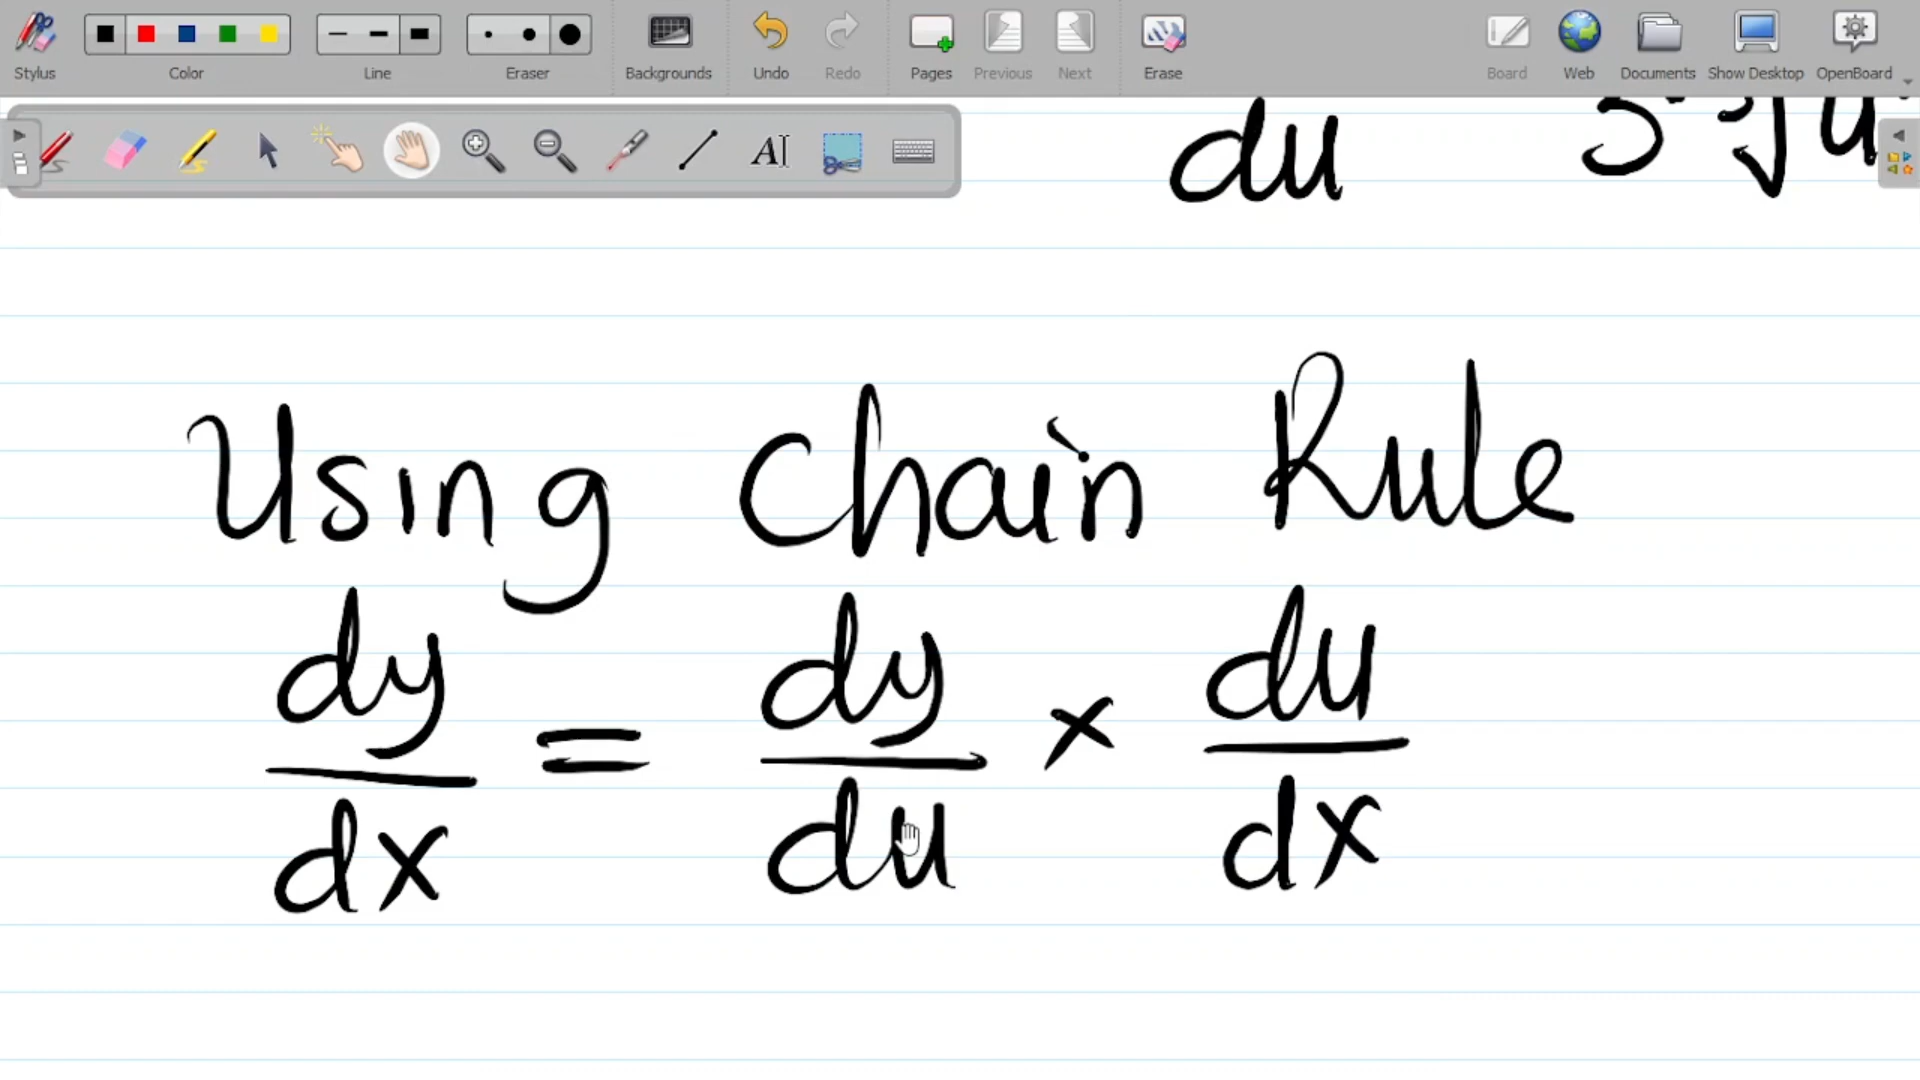 Stylus Color Line Eraser Backgrounds Undo Redo Pages Previous Next Erase Board Web Documents Show Desktop OpenBoard
AI
du
Using Chain Rule
dy/dx = dy/du × du/dx